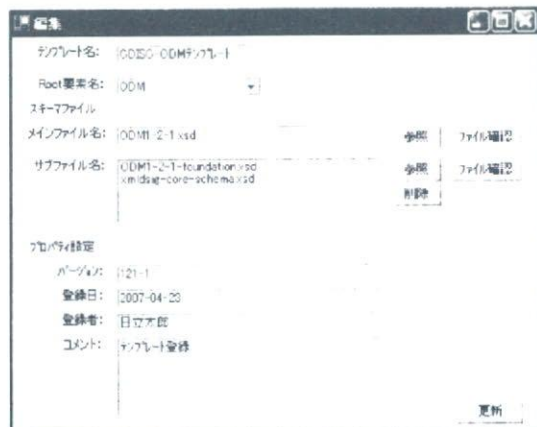 編集
テンプレート名: CDISC-ODMテンプレート
Root要素名: ODM
スキーマファイル
メインファイル名: ODM1-2-1.xsd 参照 ファイル確認
サブファイル名: ODM1-2-1-foundation.xsd 参照 ファイル確認
xmldsig-core-schema.xsd
削除
プロパティ設定
バージョン: 1.2.1-1
登録日: 2007-04-23
登録者: 日立太郎
コメント: テンプレート登録
更新